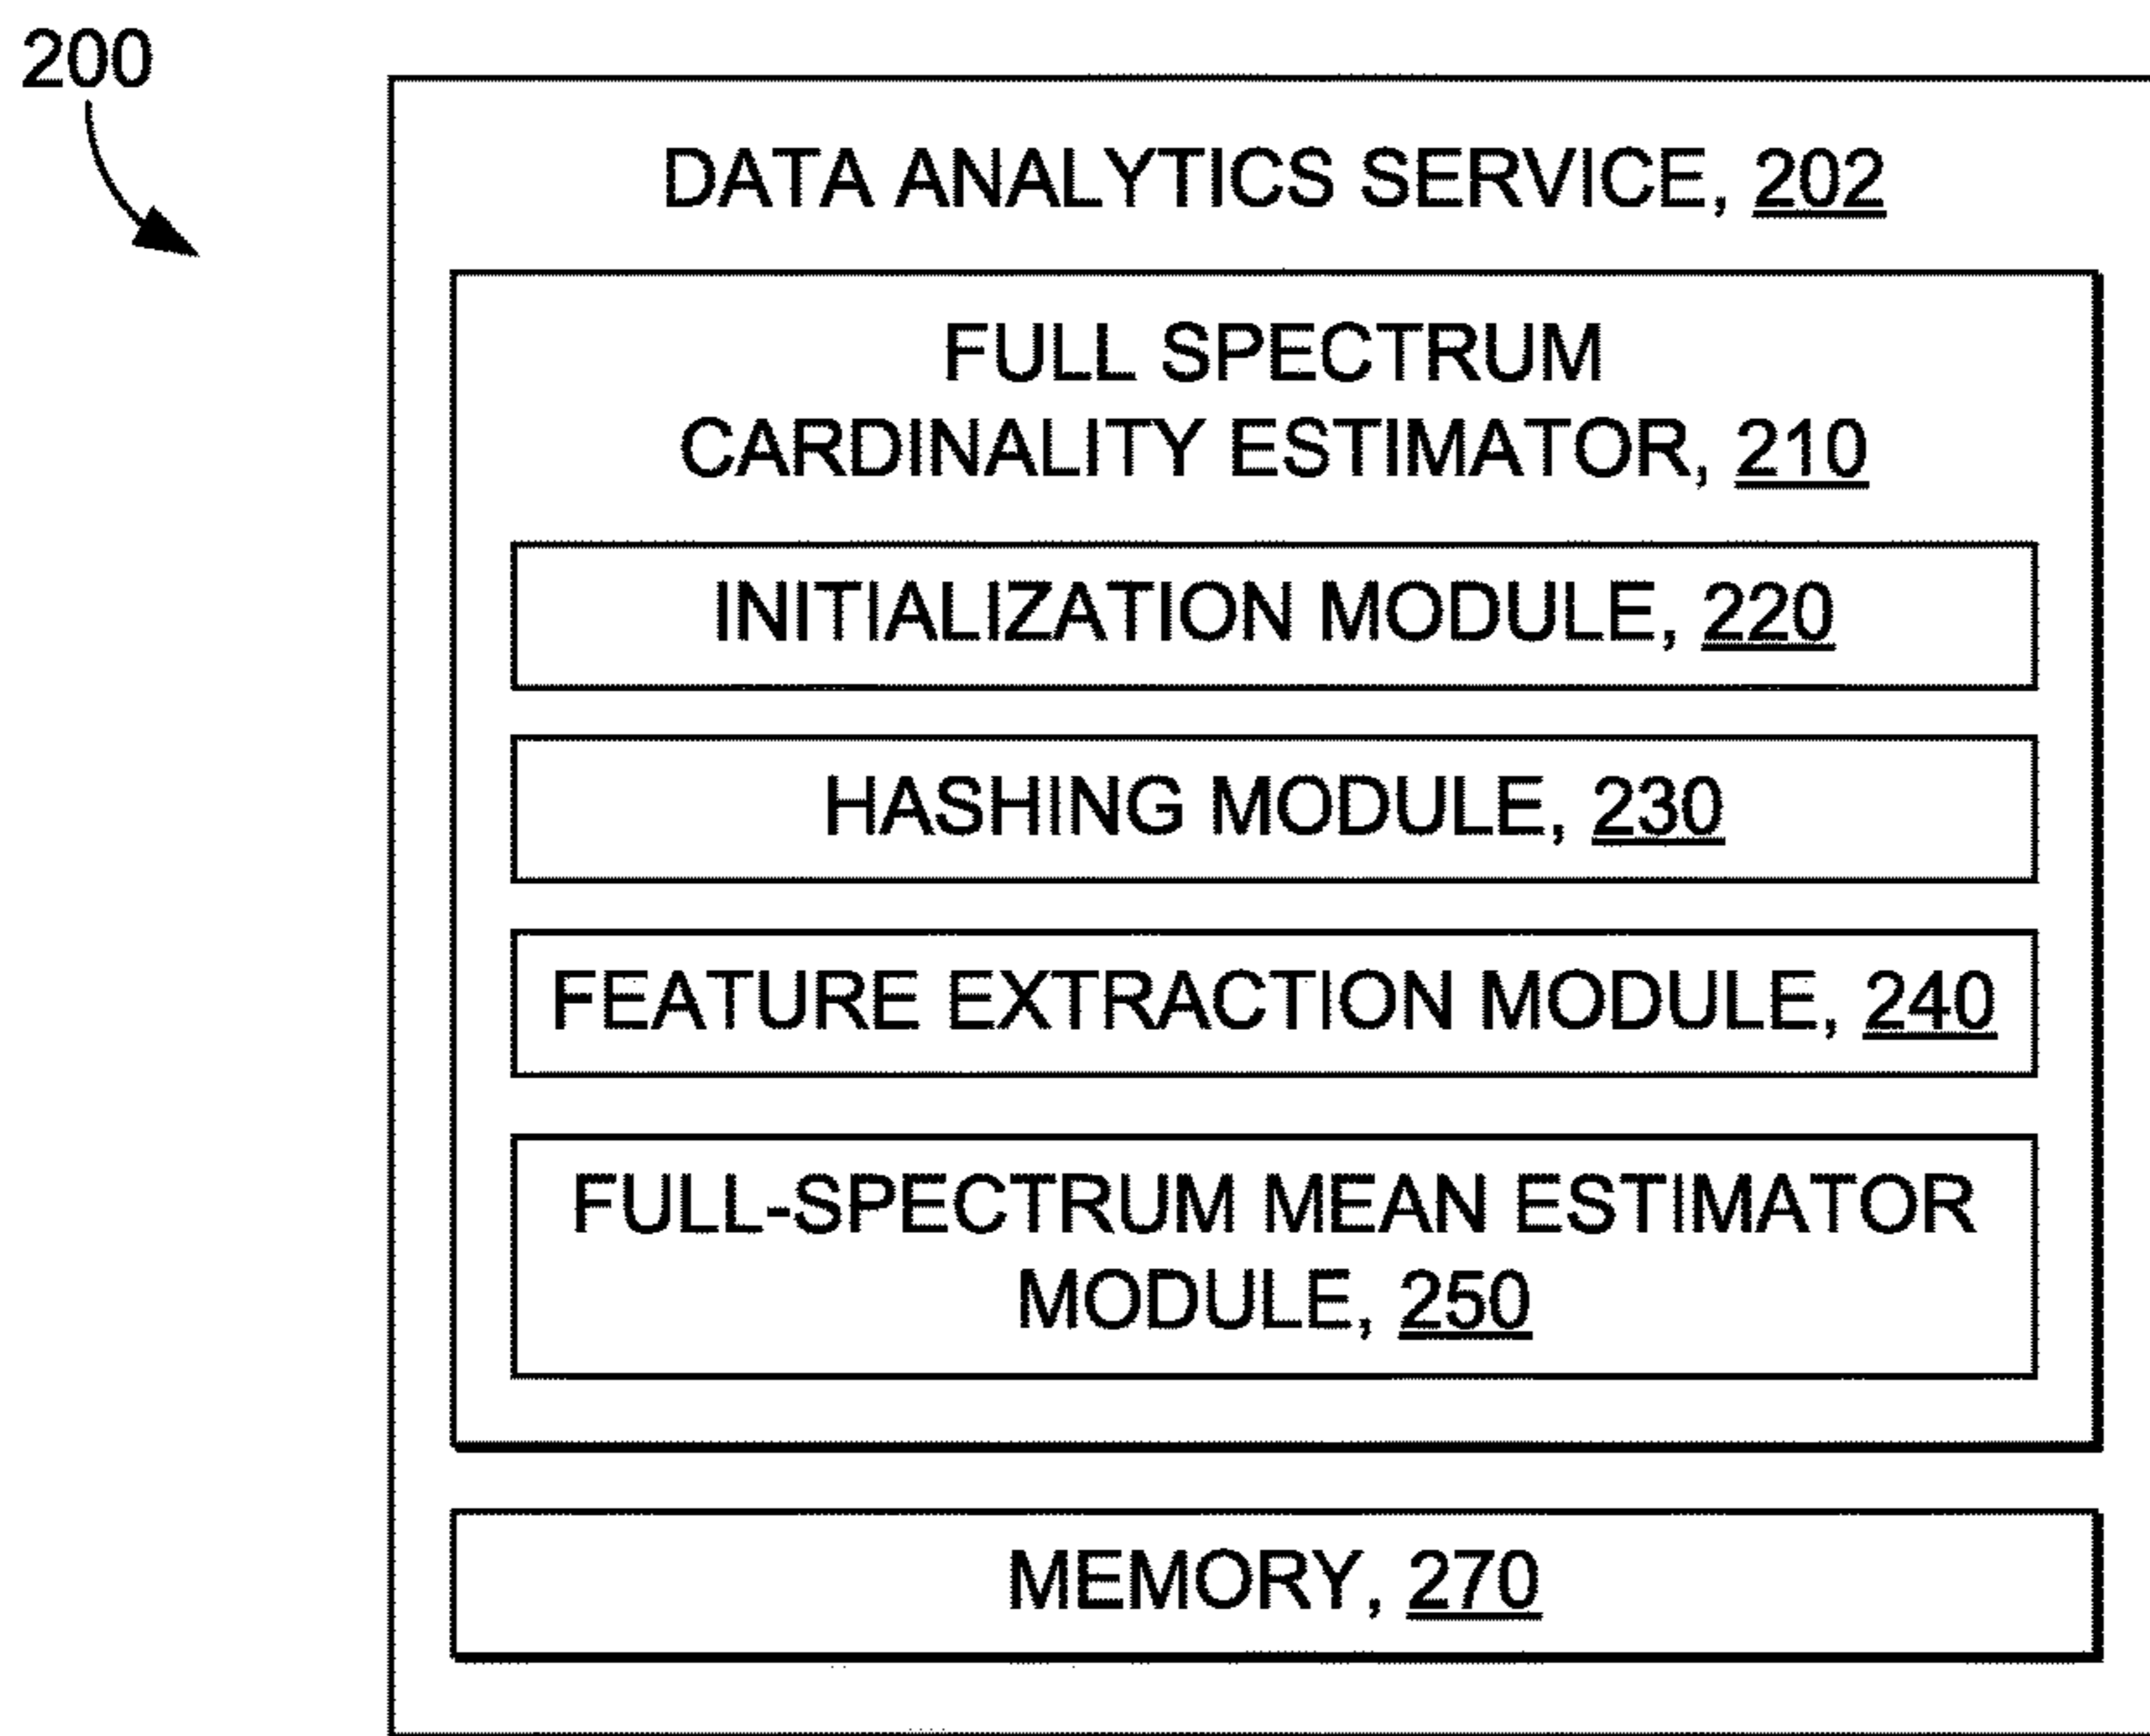 200
DATA ANALYTICS SERVICE, 202
FULL SPECTRUM
CARDINALITY ESTIMATOR, 210
INITIALIZATION MODULE, 220
HASHING MODULE, 230
FEATURE EXTRACTION MODULE, 240
FULL-SPECTRUM MEAN ESTIMATOR
MODULE, 250
MEMORY, 270